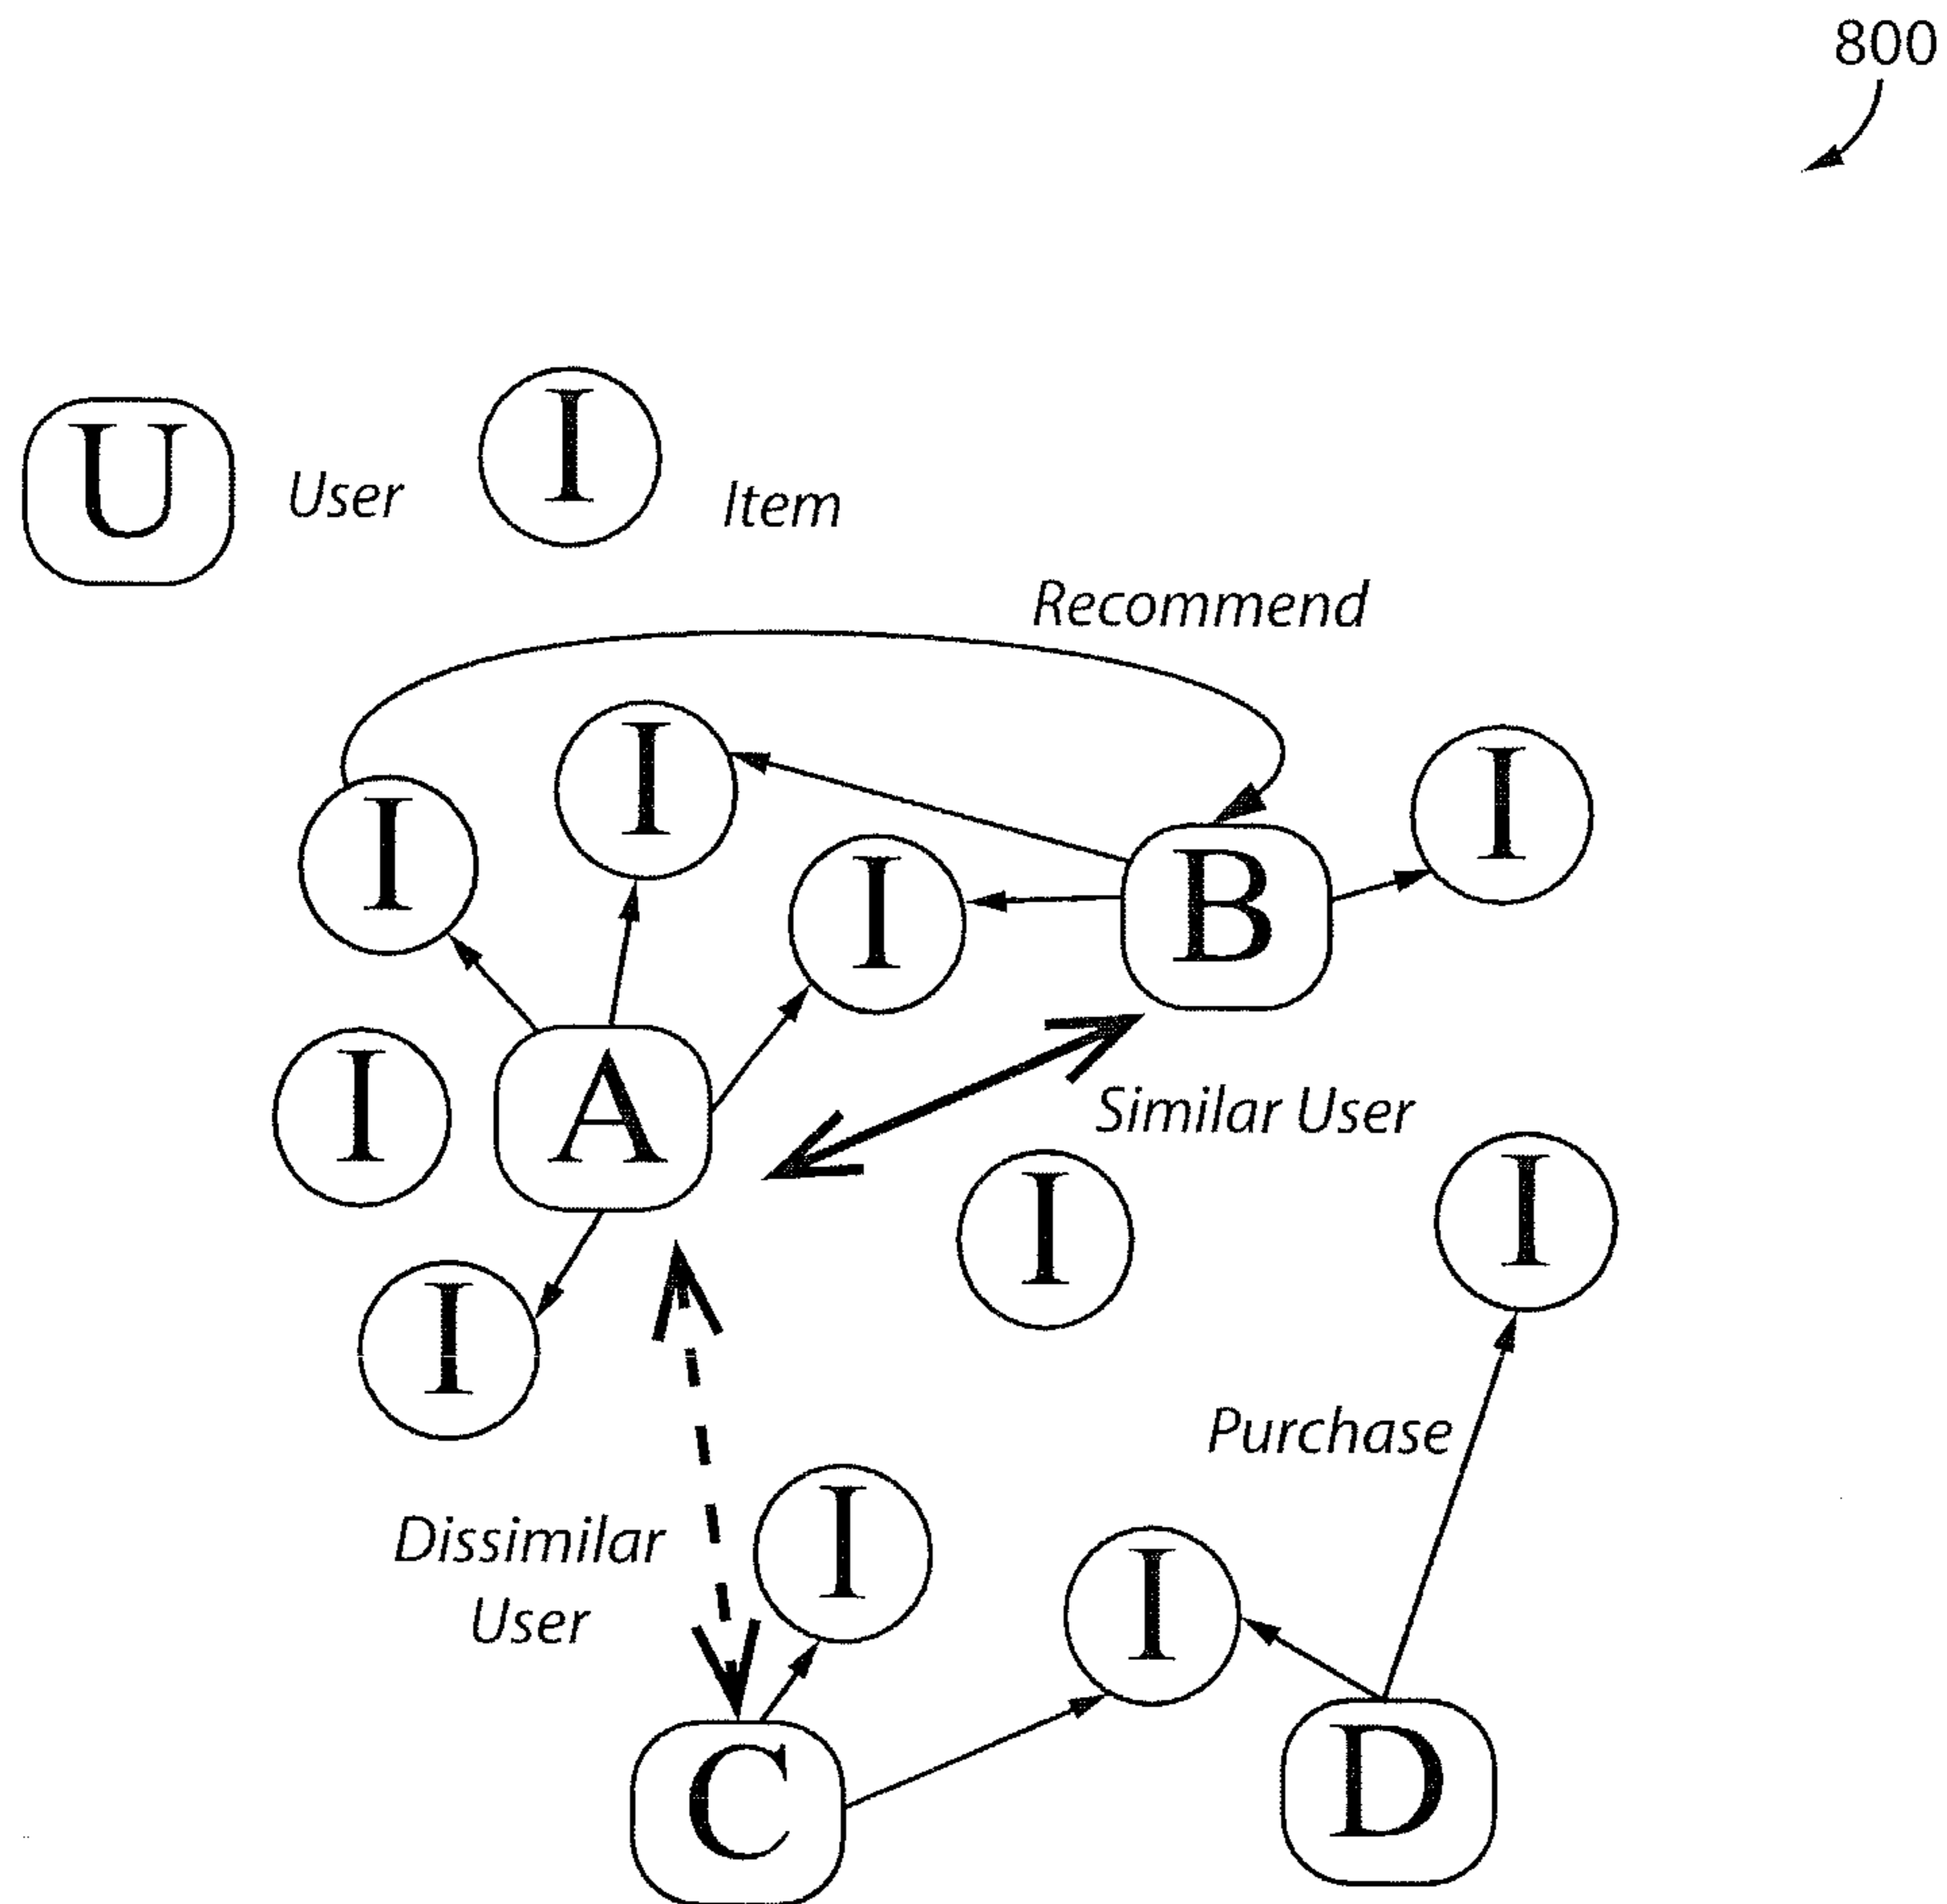 800
U User I Item
Recommend
I
I
I
I
B
I
A
Similar User
I
I
I
Purchase
Dissimilar
User
I
I
C
D